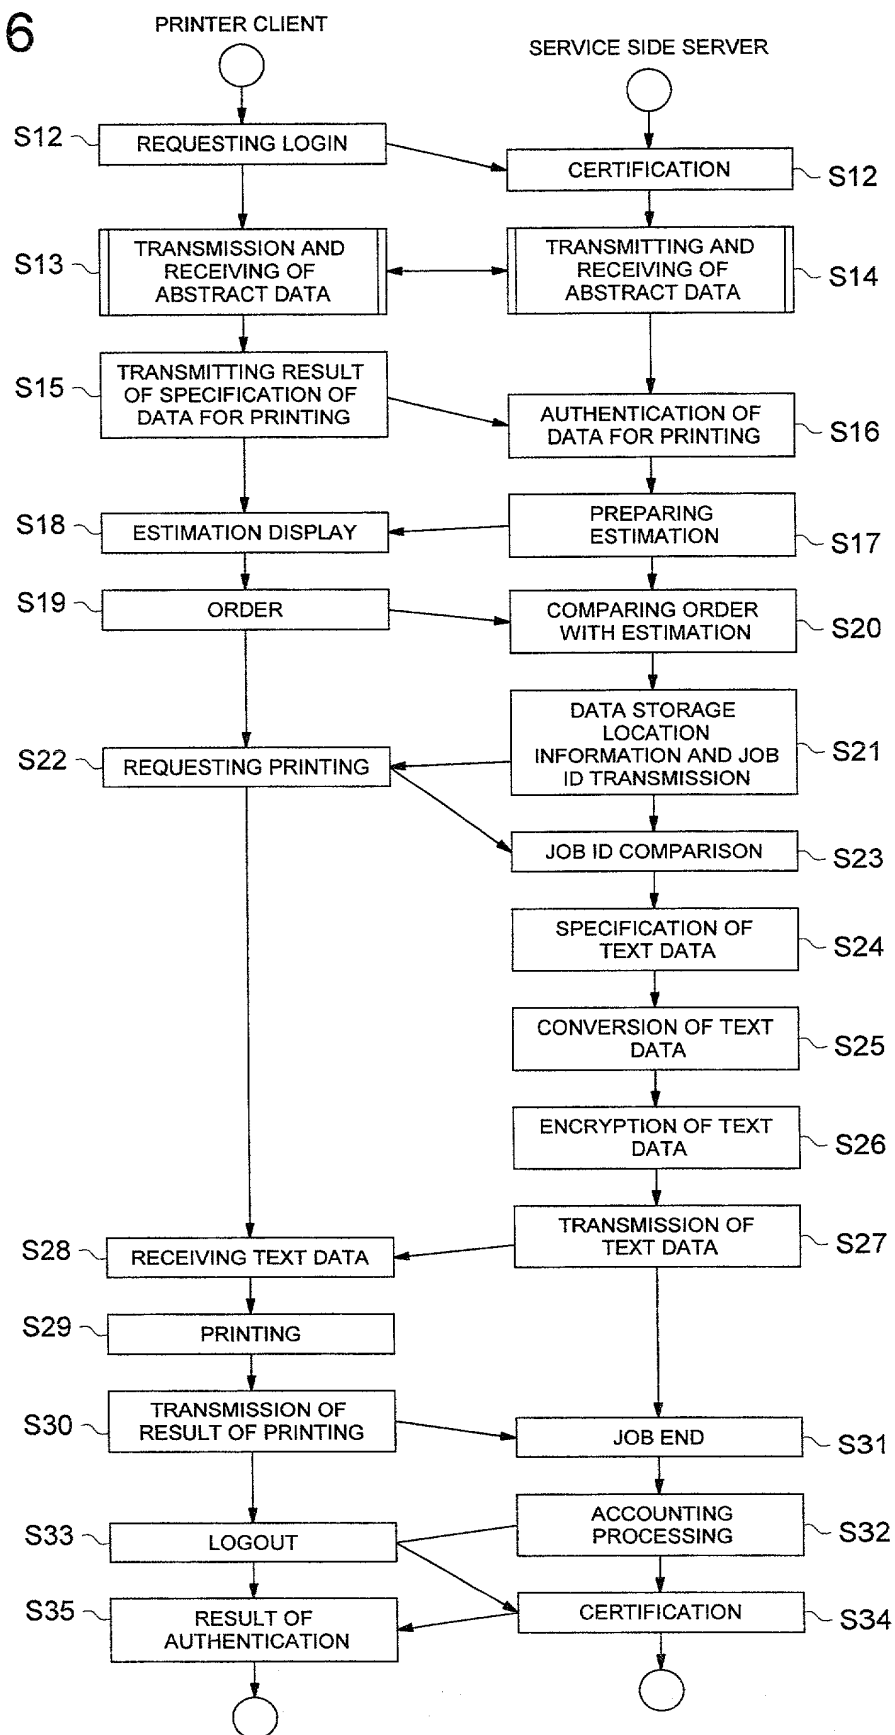 6
PRINTER CLIENT
SERVICE SIDE SERVER
S12
REQUESTING LOGIN
CERTIFICATION
S12
S13
TRANSMISSION AND
RECEIVING OF
ABSTRACT DATA
TRANSMITTING AND
RECEIVING OF
ABSTRACT DATA
S14
S15
TRANSMITTING RESULT
OF SPECIFICATION OF
DATA FOR PRINTING
AUTHENTICATION OF
DATA FOR PRINTING
S16
S18
ESTIMATION DISPLAY
PREPARING
ESTIMATION
S17
S19
ORDER
COMPARING ORDER
WITH ESTIMATION
S20
DATA STORAGE
LOCATION
INFORMATION AND JOB
ID TRANSMISSION
S21
S22
REQUESTING PRINTING
JOB ID COMPARISON
S23
SPECIFICATION OF
TEXT DATA
S24
CONVERSION OF TEXT
DATA
S25
ENCRYPTION OF TEXT
DATA
S26
TRANSMISSION OF
TEXT DATA
S27
S28
RECEIVING TEXT DATA
S29
PRINTING
S30
TRANSMISSION OF
RESULT OF PRINTING
JOB END
S31
ACCOUNTING
PROCESSING
S32
S33
LOGOUT
CERTIFICATION
S34
S35
RESULT OF
AUTHENTICATION